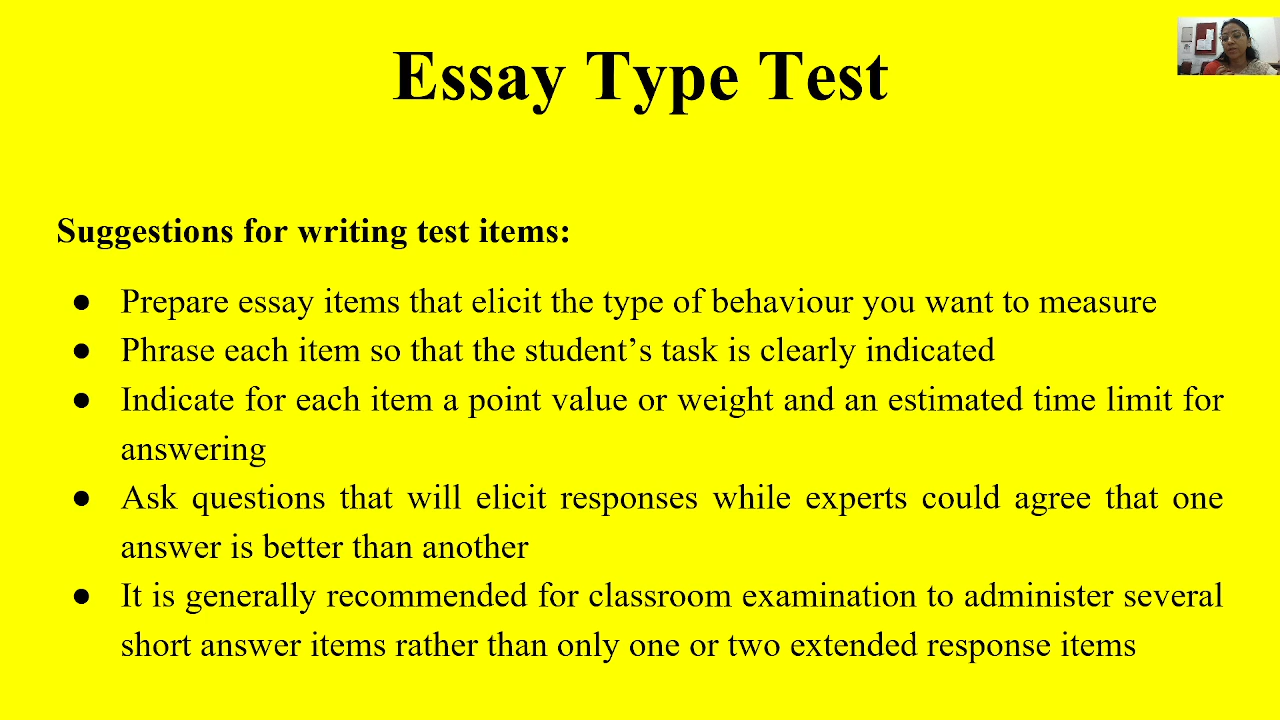 Essay Type Test
Suggestions for writing test items:
● Prepare essay items that elicit the type of behaviour you want to measure
● Phrase each item so that the student’s task is clearly indicated
● Indicate for each item a point value or weight and an estimated time limit for
answering
● Ask questions that will elicit responses while experts could agree that one
answer is better than another
● It is generally recommended for classroom examination to administer several
short answer items rather than only one or two extended response items